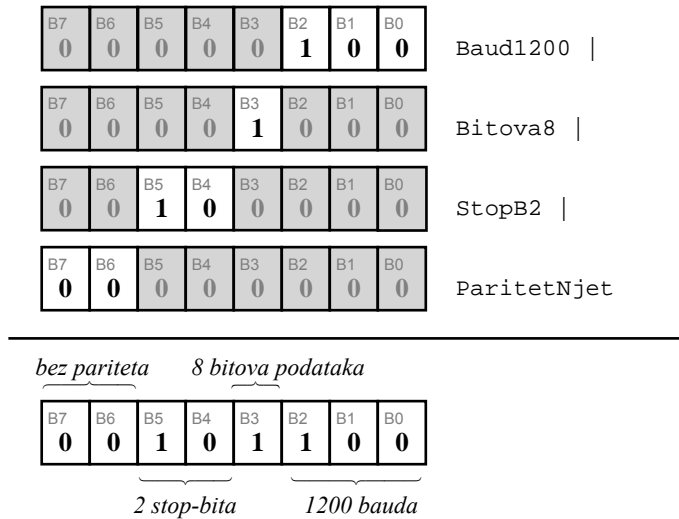 B7 B6 B5 B4 B3 B2 B1 B0
0 0 0 0 0 1 0 0 Baud1200 |
B7 B6 B5 B4 B3 B2 B1 B0
0 0 0 0 1 0 0 0 Bitova8 |
B7 B6 B5 B4 B3 B2 B1 B0
0 0 1 0 0 0 0 0 StopB2 |
B7 B6 B5 B4 B3 B2 B1 B0
0 0 0 0 0 0 0 0 ParitetNjet
bez pariteta 8 bitova podataka
B7 B6 B5 B4 B3 B2 B1 B0
0 0 1 0 1 1 0 0
2 stop-bita 1200 bauda